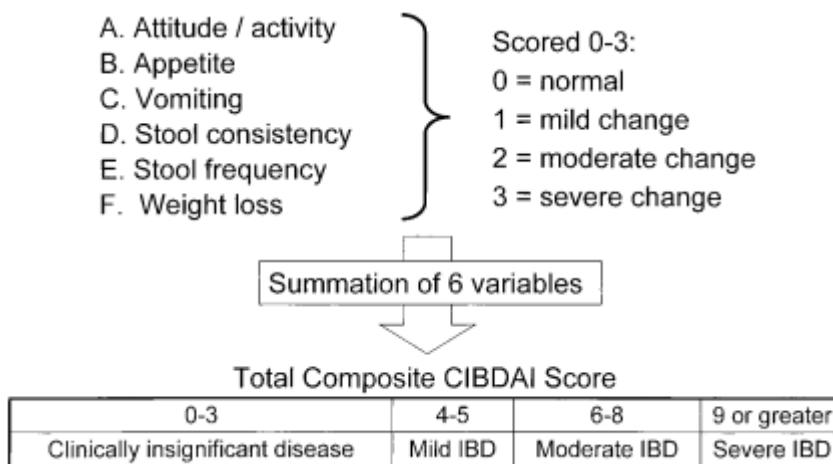 A. Attitude / activity
B. Appetite
C. Vomiting
D. Stool consistency
E. Stool frequency
F. Weight loss
Scored 0-3:
0 = normal
1 = mild change
2 = moderate change
3 = severe change
Summation of 6 variables
Total Composite CIBDAI Score
0-3 4-5 6-8 9 or greater
Clinically insignificant disease Mild IBD Moderate IBD Severe IBD